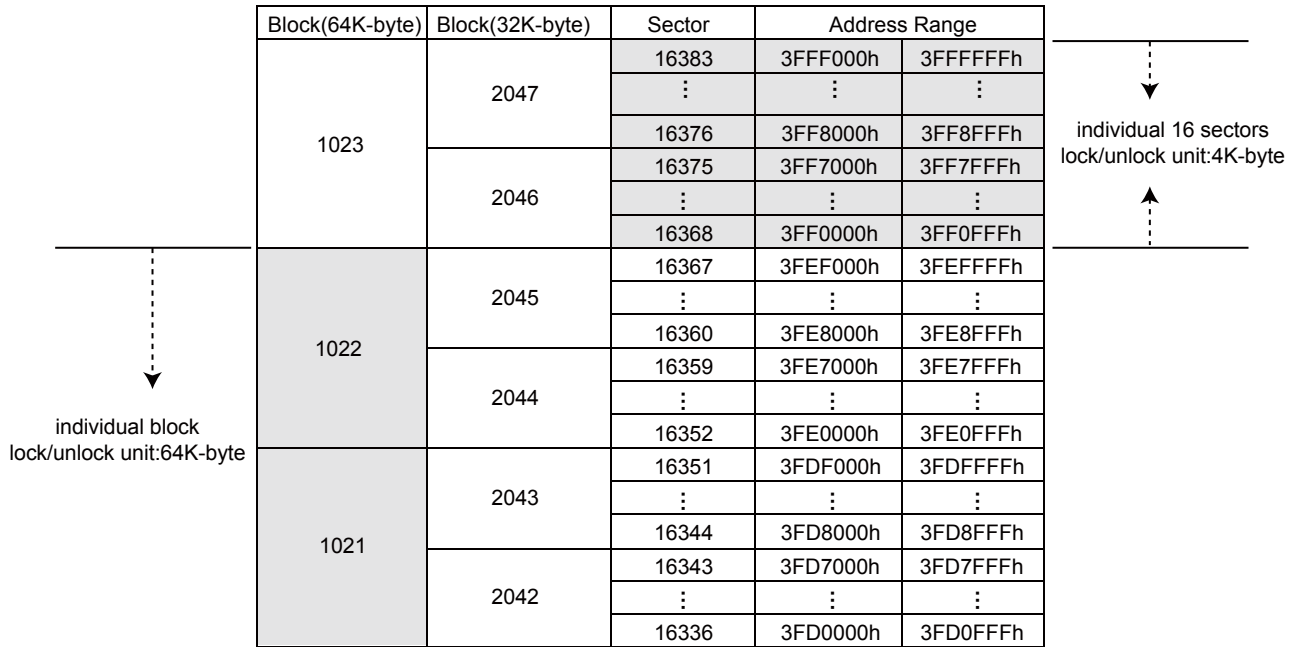 Block(64K-byte) Block(32K-byte) Sector Address Range
16383 3FFF000h 3FFFFFFh
2047 ⋮ ⋮ ⋮
16376 3FF8000h 3FF8FFFh
1023
16375 3FF7000h 3FF7FFFh
2046 ⋮ ⋮ ⋮
16368 3FF0000h 3FF0FFFh
individual 16 sectors
lock/unlock unit:4K-byte
16367 3FEF000h 3FEFFFFh
2045 ⋮ ⋮ ⋮
16360 3FE8000h 3FE8FFFh
1022
16359 3FE7000h 3FE7FFFh
2044 ⋮ ⋮ ⋮
16352 3FE0000h 3FE0FFFh
individual block
lock/unlock unit:64K-byte
16351 3FDF000h 3FDFFFFh
2043 ⋮ ⋮ ⋮
16344 3FD8000h 3FD8FFFh
1021
16343 3FD7000h 3FD7FFFh
2042 ⋮ ⋮ ⋮
16336 3FD0000h 3FD0FFFh